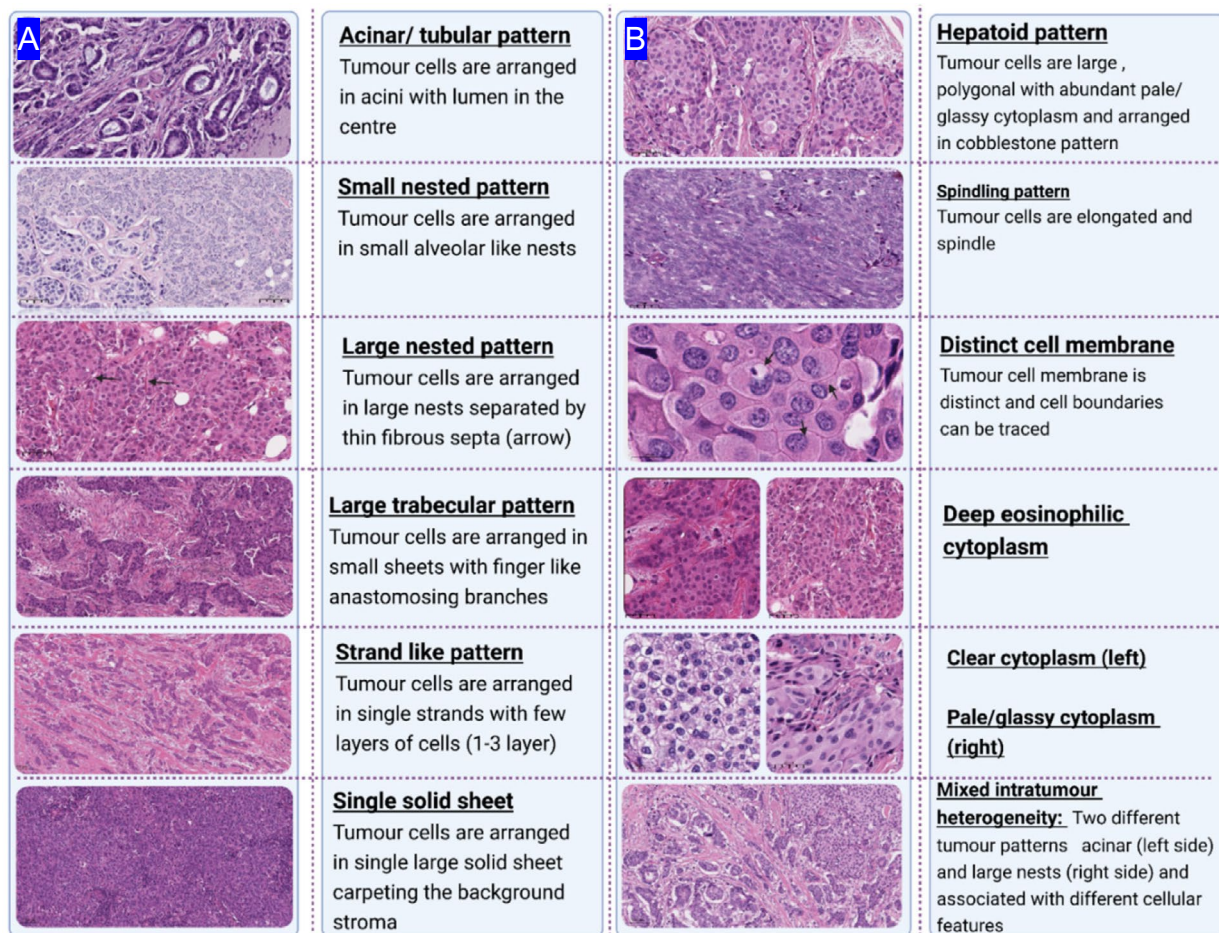 A
Acinar/ tubular pattern
Tumour cells are arranged
in acini with lumen in the
centre
Small nested pattern
Tumour cells are arranged
in small alveolar like nests
Large nested pattern
Tumour cells are arranged
in large nests separated by
thin fibrous septa (arrow)
Large trabecular pattern
Tumour cells are arranged in
small sheets with finger like
anastomosing branches
Strand like pattern
Tumour cells are arranged
in single strands with few
layers of cells (1-3 layer)
Single solid sheet
Tumour cells are arranged
in single large solid sheet
carpeting the background
stroma
B
Hepatoid pattern
Tumour cells are large ,
polygonal with abundant pale/
glassy cytoplasm and arranged
in cobblestone pattern
Spindling pattern
Tumour cells are elongated and
spindle
Distinct cell membrane
Tumour cell membrane is
distinct and cell boundaries
can be traced
Deep eosinophilic
cytoplasm
Clear cytoplasm (left)
Pale/glassy cytoplasm
(right)
Mixed intratumour
heterogeneity: Two different
tumour patterns acinar (left side)
and large nests (right side) and
associated with different cellular
features